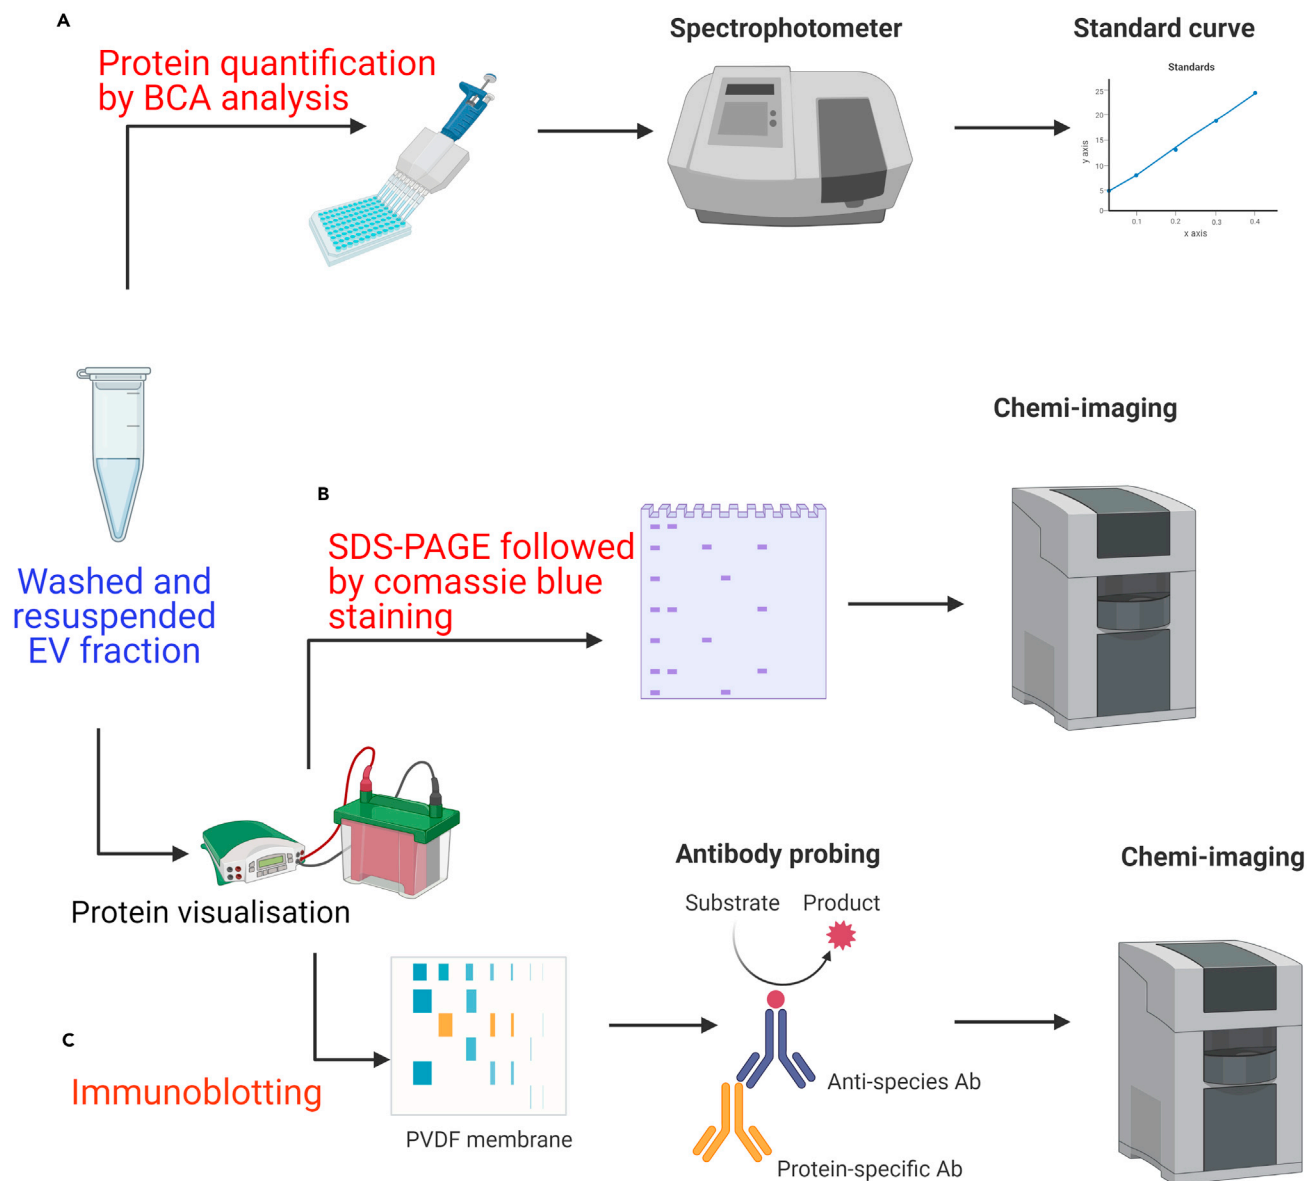 A
Protein quantification
by BCA analysis
Spectrophotometer
Standard curve
Standards
25
20
15
10
5
0
y axis
0.1
0.2
0.3
0.4
x axis
Washed and
resuspended
EV fraction
B
SDS-PAGE followed
by comassie blue
staining
Chemi-imaging
Protein visualisation
C
Immunoblotting
PVDF membrane
Antibody probing
Substrate
Product
Anti-species Ab
Protein-specific Ab
Chemi-imaging